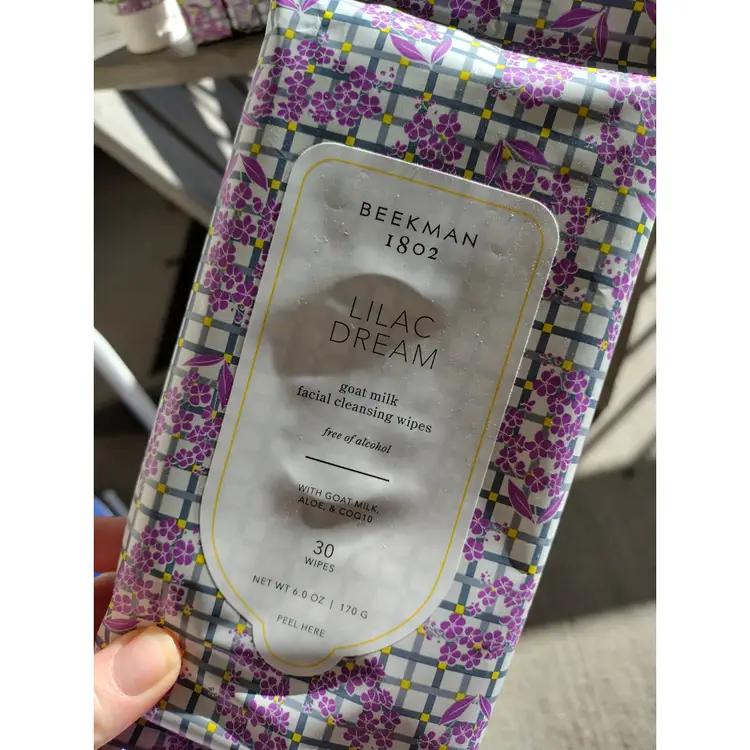 BEEKMAN
1802
LILAC
DREAM
goat milk
facial cleansing wipes
free of alcohol
WITH GOAT MILK,
ALOE, & COQ10
30
WIPES
NET WT 6.0 OZ | 170 G
PEEL HERE